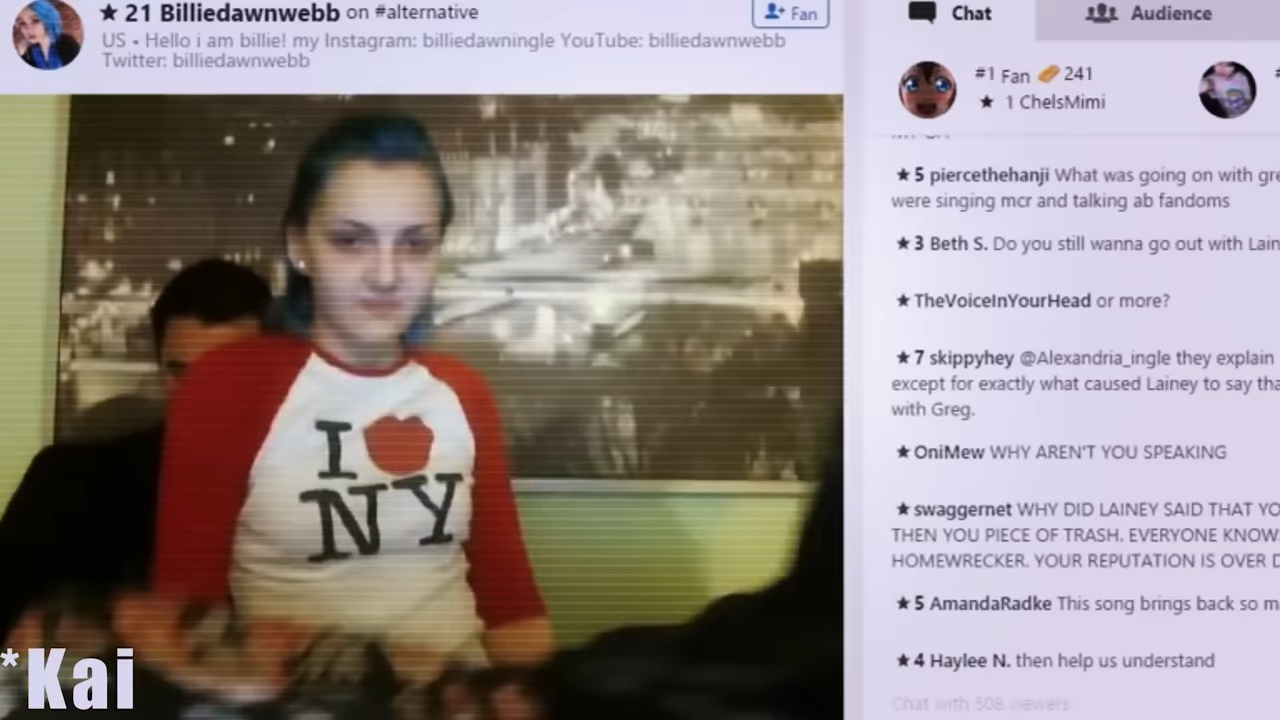 ★ 21 Billiedawnwebb on #alternative
Fan
US • Hello i am billie! my Instagram: billiedawningle YouTube: billiedawnwebb
Twitter: billiedawnwebb
I
NY
*Kai
Chat
Audience
#1 Fan 241
★ 1 ChelsMimi
★5 piercethehanji What was going on with gre
were singing mcr and talking ab fandoms
★3 Beth S. Do you still wanna go out with Lain
★TheVoiceInYourHead or more?
★7 skippyhey @Alexandria_ingle they explain
except for exactly what caused Lainey to say tha
with Greg.
★OniMew WHY AREN'T YOU SPEAKING
★swaggernet WHY DID LAINEY SAID THAT YO
THEN YOU PIECE OF TRASH. EVERYONE KNOW
HOMEWRECKER. YOUR REPUTATION IS OVER D
★5 AmandaRadke This song brings back so m
★4 Haylee N. then help us understand
Chat with 508 viewers